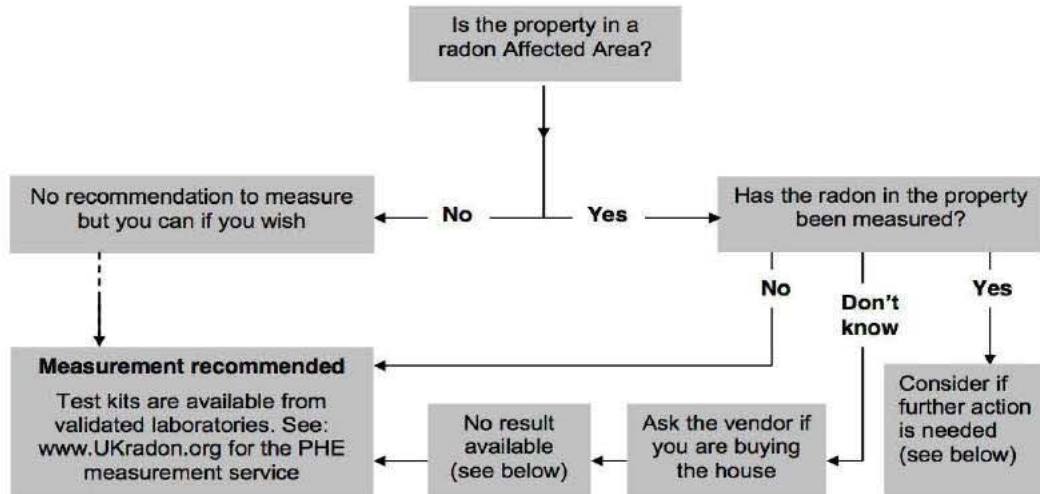 Is the property in a
radon Affected Area?
No recommendation to measure
but you can if you wish
No
Yes
Has the radon in the property
been measured?
No
Don't
know
Yes
Measurement recommended
Test kits are available from
validated laboratories. See:
www.UKradon.org for the PHE
measurement service
No result
available
(see below)
Ask the vendor if
you are buying
the house
Consider if
further action
is needed
(see below)